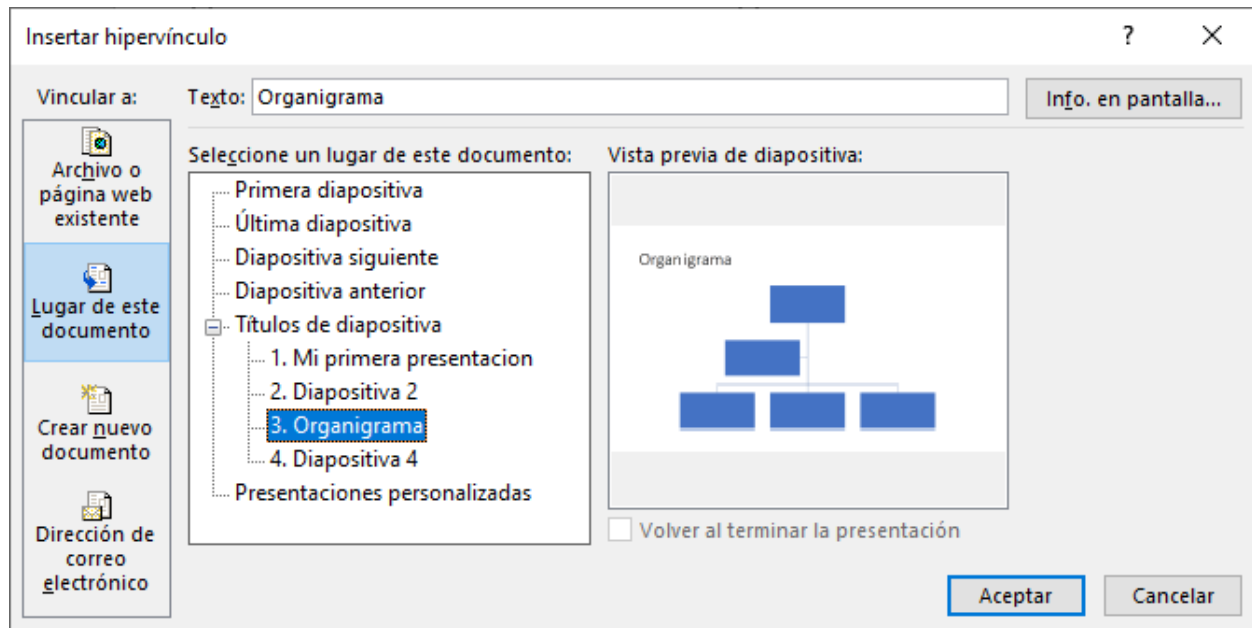 Insertar hipervínculo
?
Vincular a:
Texto: Organigrama
Info. en pantalla...
Archivo o
página web
existente
Lugar de este
documento
Crear nuevo
documento
Dirección de
correo
electrónico
Seleccione un lugar de este documento:
Primera diapositiva
Última diapositiva
Diapositiva siguiente
Diapositiva anterior
Títulos de diapositiva
1. Mi primera presentacion
2. Diapositiva 2
3. Organigrama
4. Diapositiva 4
Presentaciones personalizadas
Vista previa de diapositiva:
Organigrama
Volver al terminar la presentación
Aceptar
Cancelar